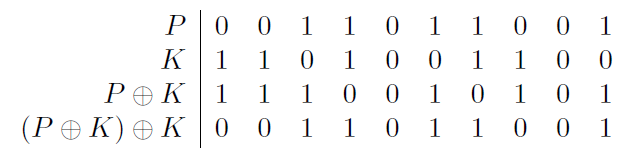 P 0 0 1 1 0 1 1 0 0 1
K 1 1 0 1 0 0 1 1 0 0
P ⊕ K 1 1 1 0 0 1 0 1 0 1
(P ⊕ K) ⊕ K 0 0 1 1 0 1 1 0 0 1